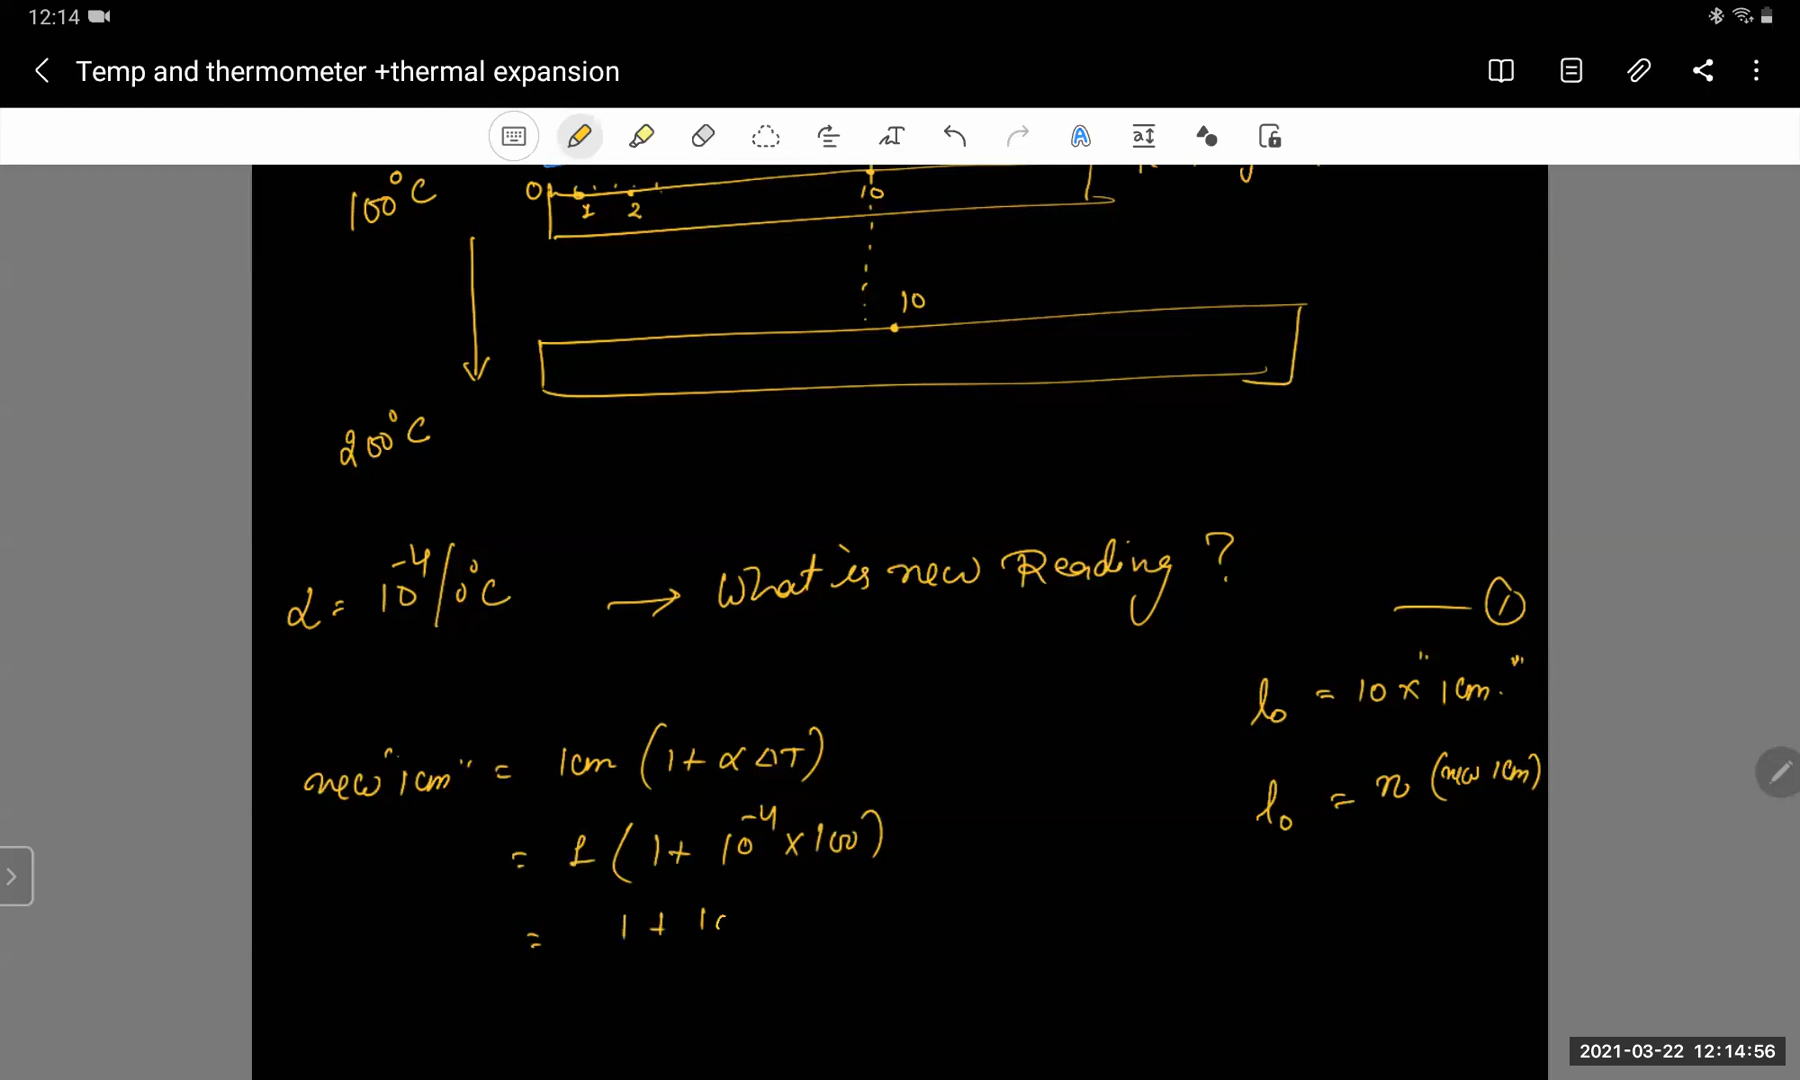 12:14
Temp and thermometer +thermal expansion
100°C
0 1 2 10
10
200°C
α = 10⁻⁴/°C → What is new Reading ?
— ①
l₀ = 10 × "1cm."
new "1cm" = 1cm (1 + α ΔT)
l₀ = n (new 1cm)
= 1 (1 + 10⁻⁴ × 100)
= 1 + 10
2021-03-22 12:14:56